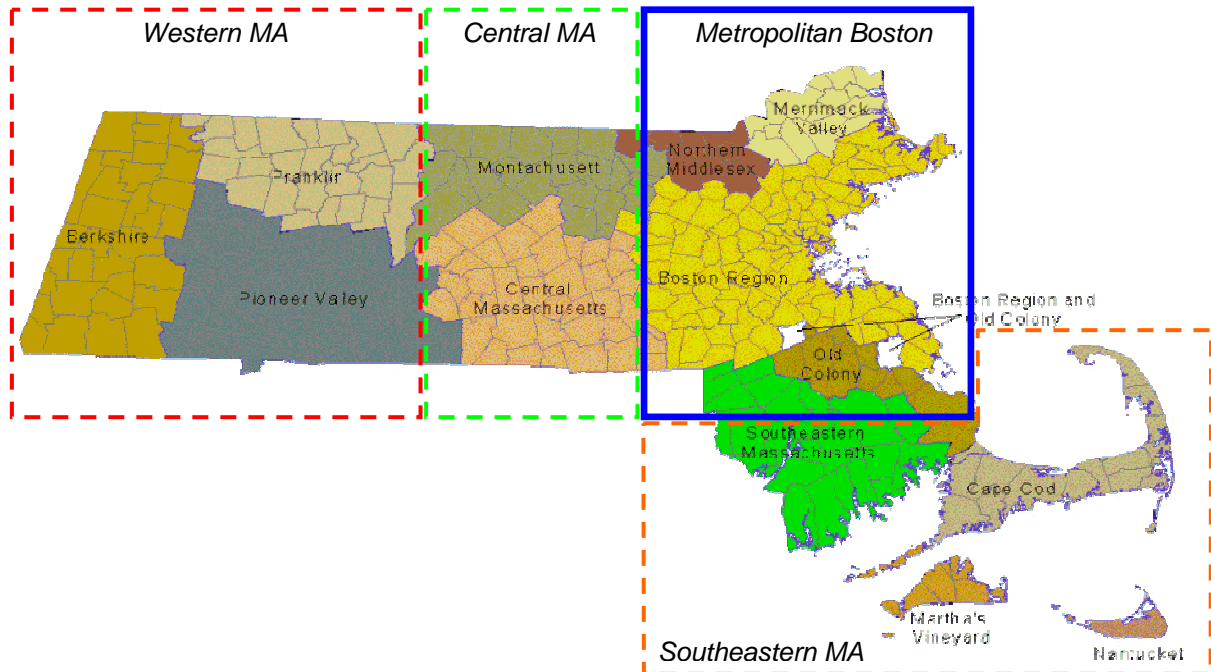 Western MA
Central MA
Metropolitan Boston
Merrimack
Valley
Northern
Middlesex
Montachusett
Franklin
Berkshire
Pioneer Valley
Central
Massachusetts
Boston Region
Boston Region and
Old Colony
Old
Colony
Southeastern
Massachusetts
Cape Cod
Martha's
Vineyard
Nantucket
Southeastern MA